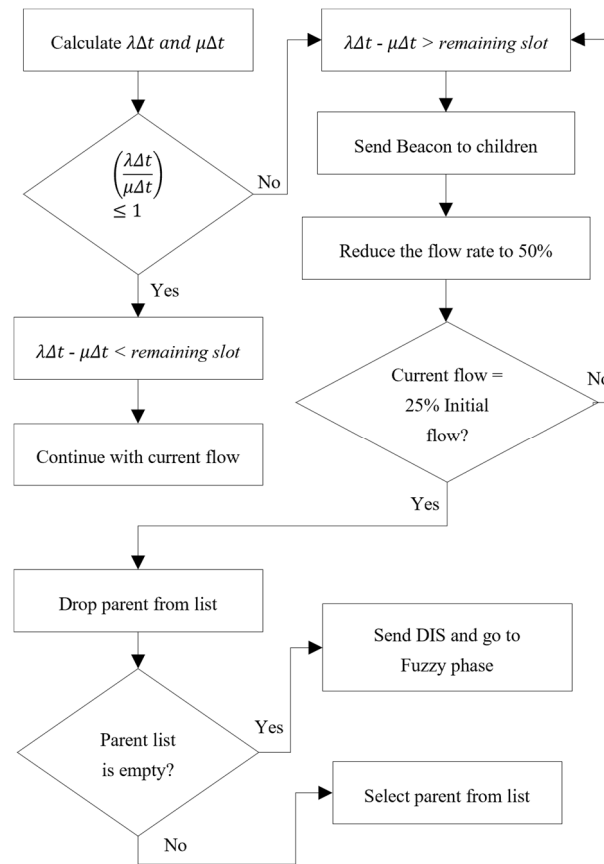 Calculate λΔt and μΔt
λΔt - μΔt > remaining slot
Send Beacon to children
(λΔt/μΔt)
≤ 1
No
Reduce the flow rate to 50%
Yes
λΔt - μΔt < remaining slot
Continue with current flow
Current flow =
25% Initial
flow?
No
Yes
Drop parent from list
Send DIS and go to
Fuzzy phase
Parent list
is empty?
Yes
Select parent from list
No